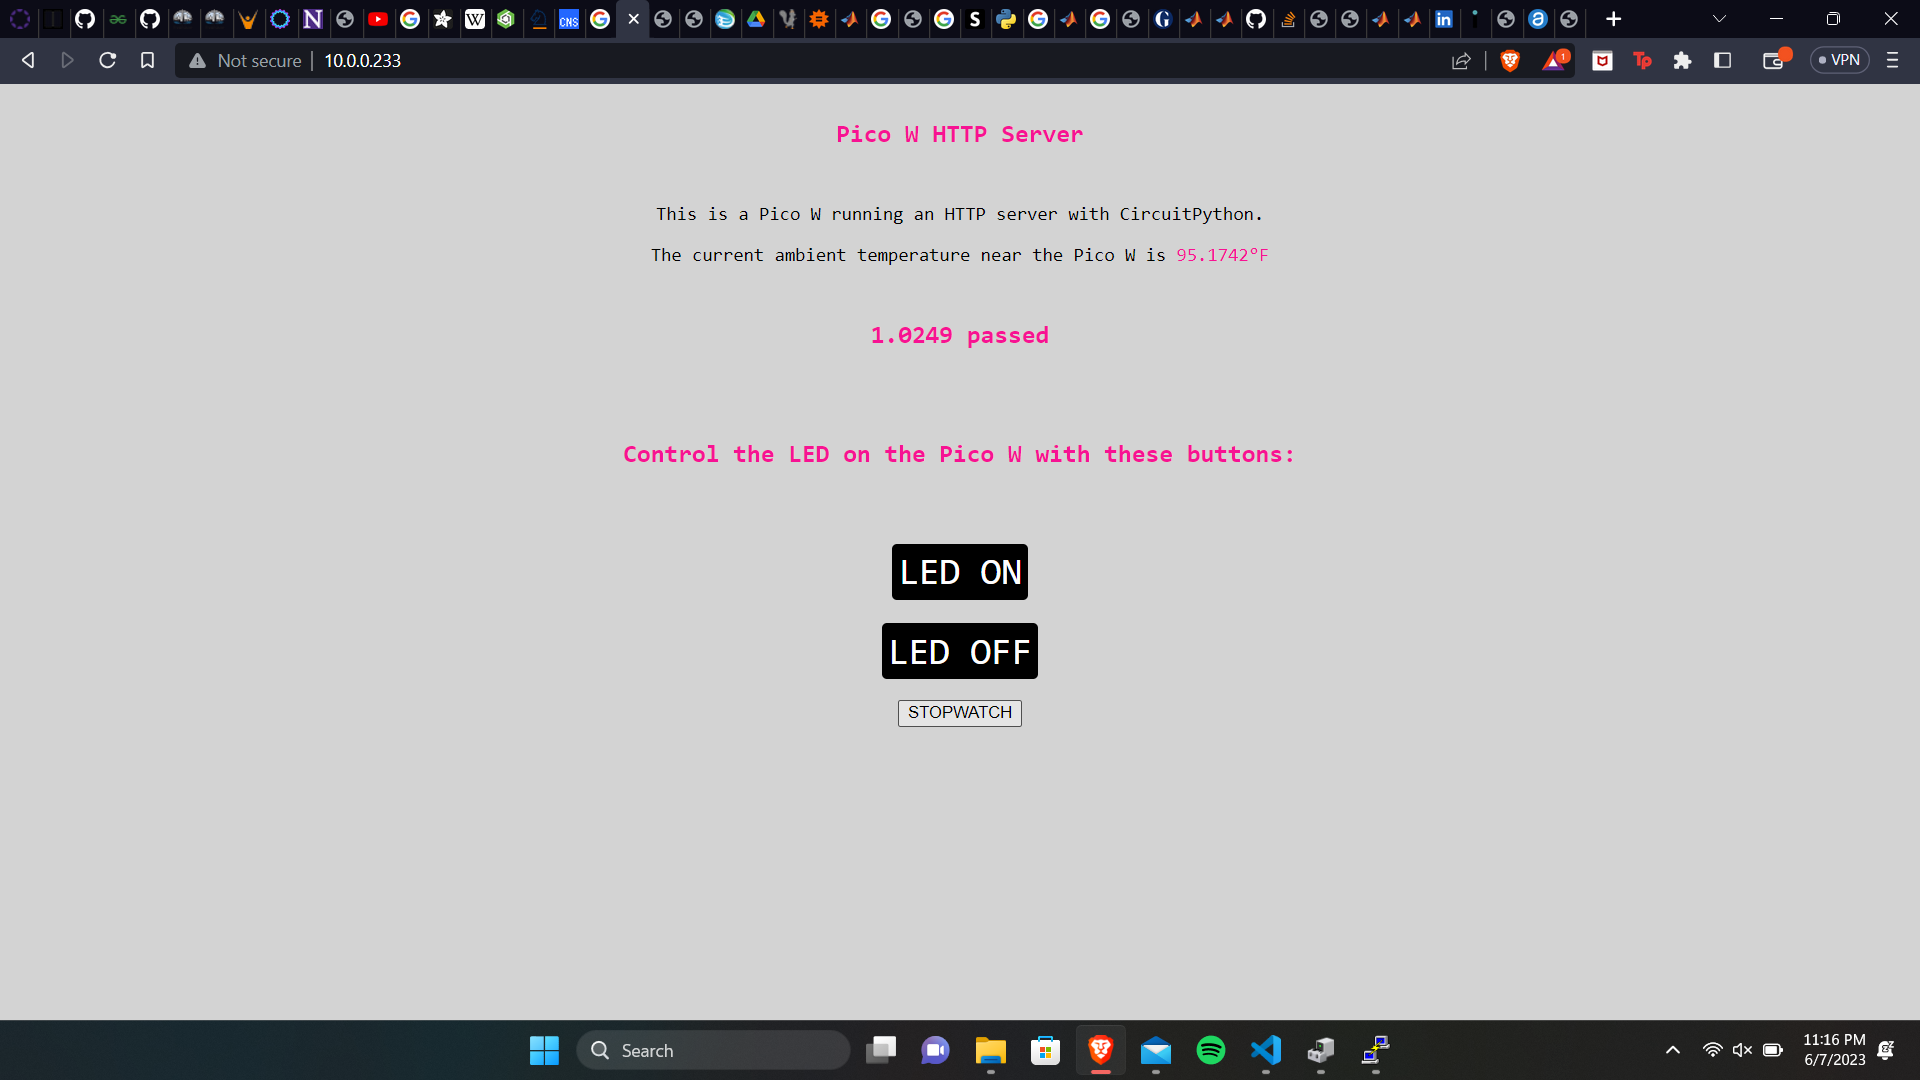 Not secure 10.0.0.233
1
VPN
Pico W HTTP Server
This is a Pico W running an HTTP server with CircuitPython.
The current ambient temperature near the Pico W is 95.1742°F
1.0249 passed
Control the LED on the Pico W with these buttons:
LED ON
LED OFF
STOPWATCH
Search
11:16 PM
6/7/2023